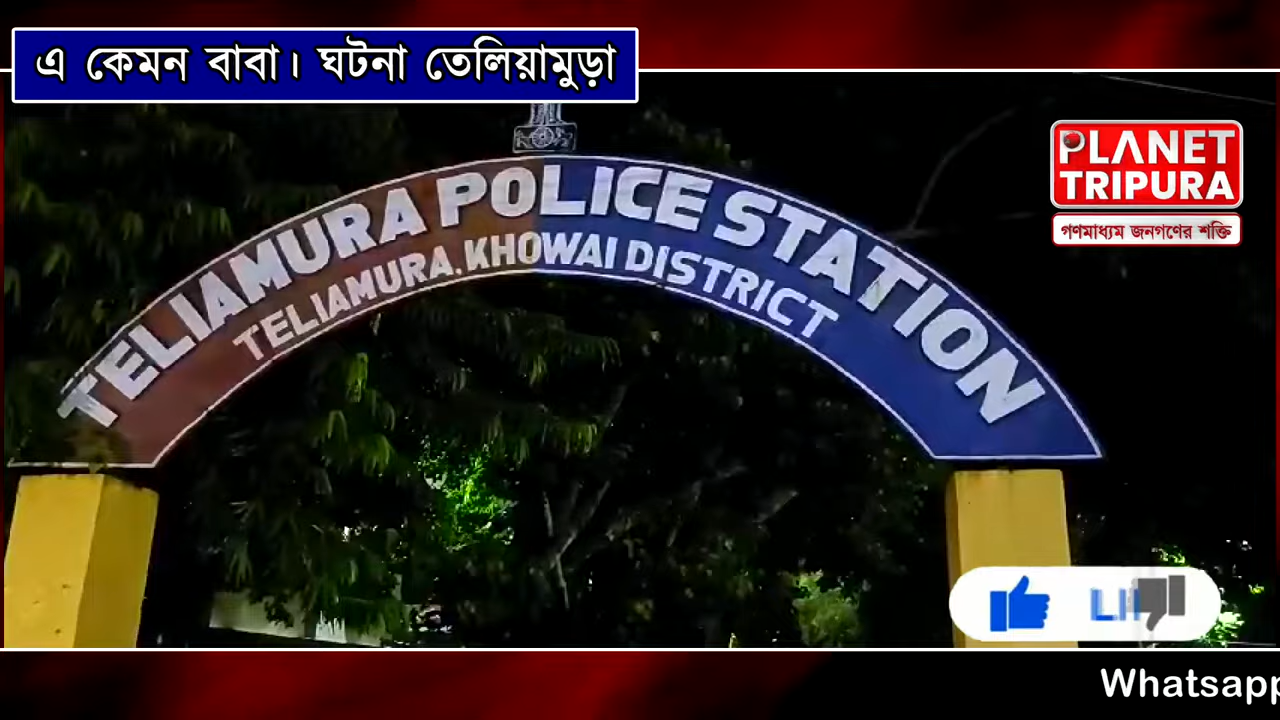 এ কেমন বাবা। ঘটনা তেলিয়ামুড়া
PLANET
TRIPURA
গণমাধ্যম জনগণের শক্তি
TELIAMURA POLICE STATION
TELIAMURA. KHOWAI DISTRICT
Whatsapp